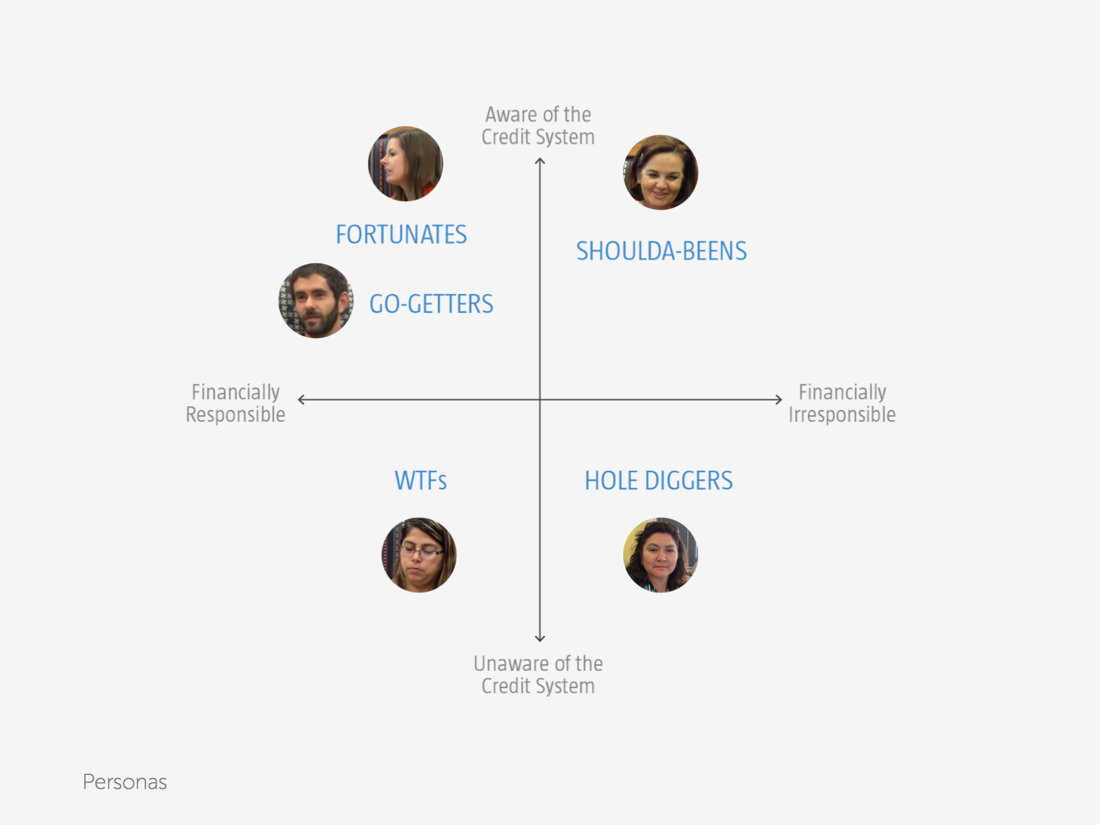 Aware of the
Credit System
FORTUNATES
SHOULDA-BEENS
GO-GETTERS
Financially
Responsible
Financially
Irresponsible
WTFs
HOLE DIGGERS
Unaware of the
Credit System
Personas